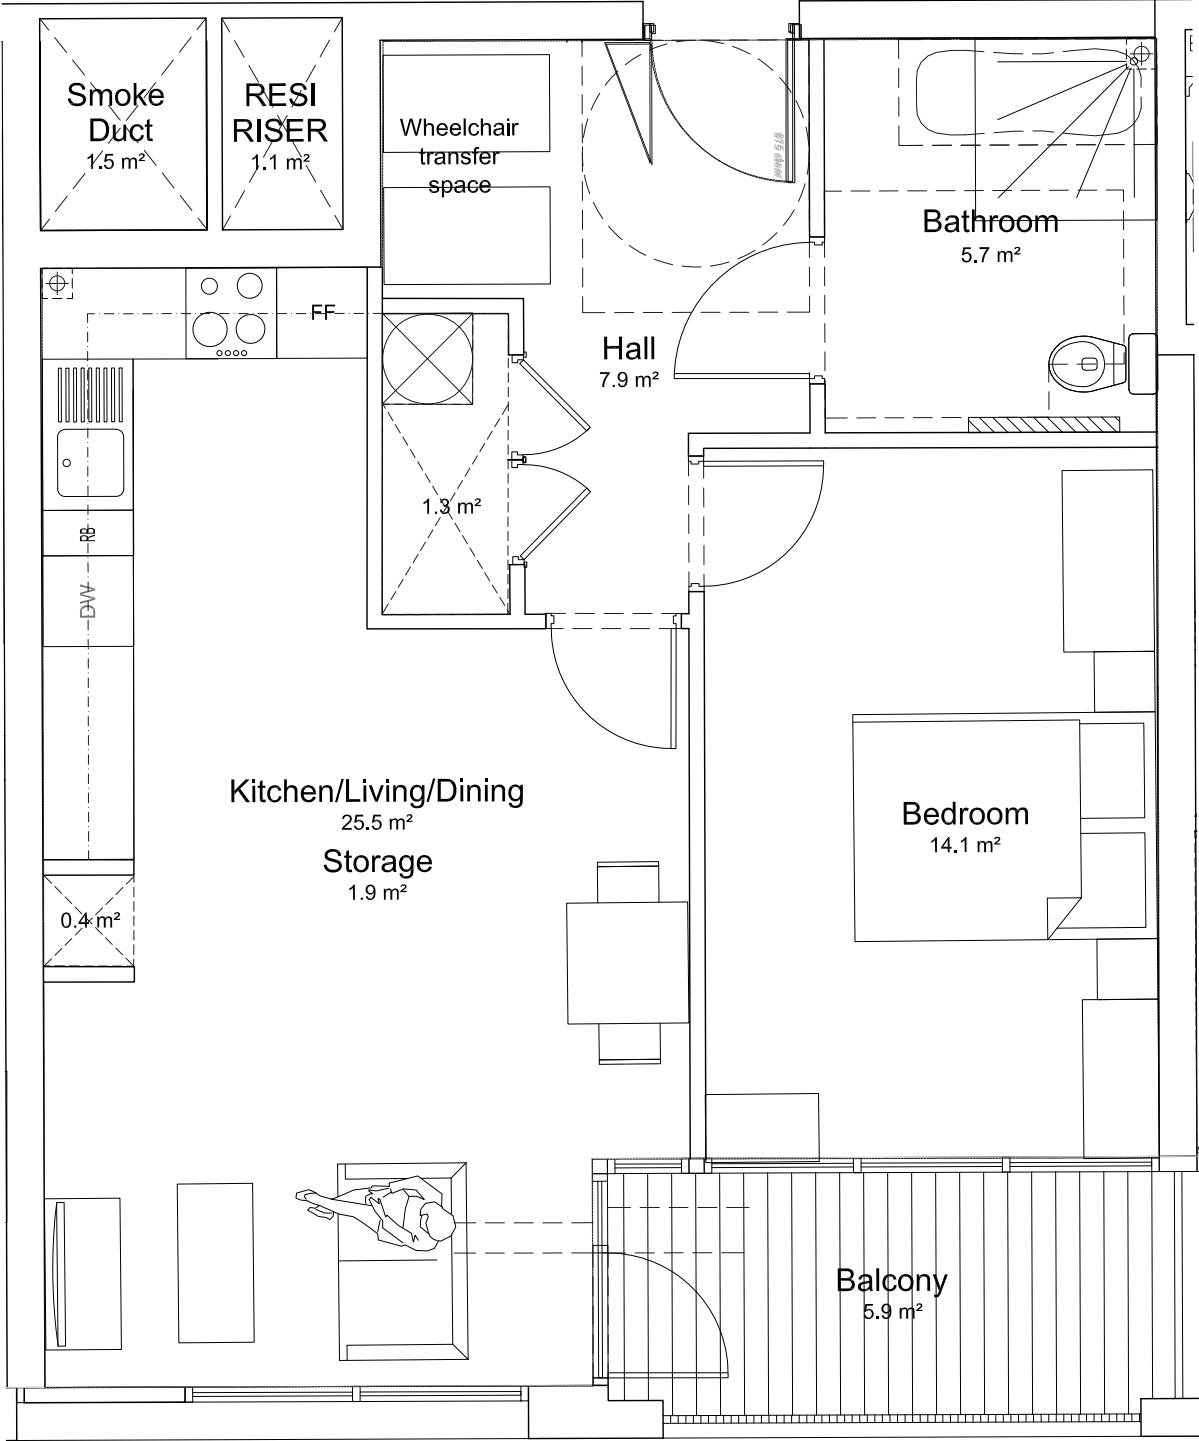 Smoke
Duct
1.5 m²
RESI
RISER
1.1 m²
Wheelchair
transfer
space
Bathroom
5.7 m²
FF
Hall
7.9 m²
1.3 m²
RB
DW
Kitchen/Living/Dining
25.5 m²
Storage
1.9 m²
0.4 m²
Bedroom
14.1 m²
Balcony
5.9 m²